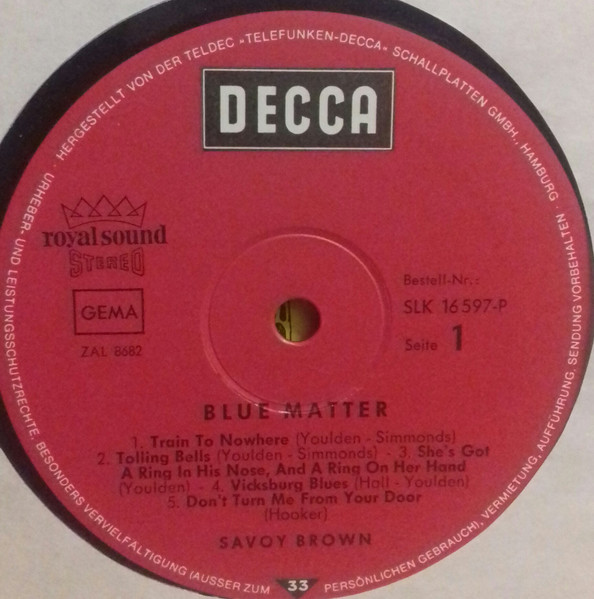 URHEBER- UND LEISTUNGSSCHUTZRECHTE, BESONDERS VERVIELFÄLTIGUNG (AUSSER ZUM PERSÖNLICHEN GEBRAUCH), VERMIETUNG, AUFFÜHRUNG, SENDUNG VORBEHALTEN · HERGESTELLT VON DER TELDEC »TELEFUNKEN-DECCA« SCHALLPLATTEN GMBH., HAMBURG ·
DECCA
royal sound
STEREO
GEMA
ZAL 8682
Bestell-Nr.:
SLK 16 597-P
Seite 1
BLUE MATTER
1. Train To Nowhere (Youlden - Simmonds)
2. Tolling Bells (Youlden - Simmonds) - 3. She's Got
A Ring In His Nose, And A Ring On Her Hand
(Youlden) - 4. Vicksburg Blues (Hall - Youlden)
5. Don't Turn Me From Your Door
(Hooker)
SAVOY BROWN
33